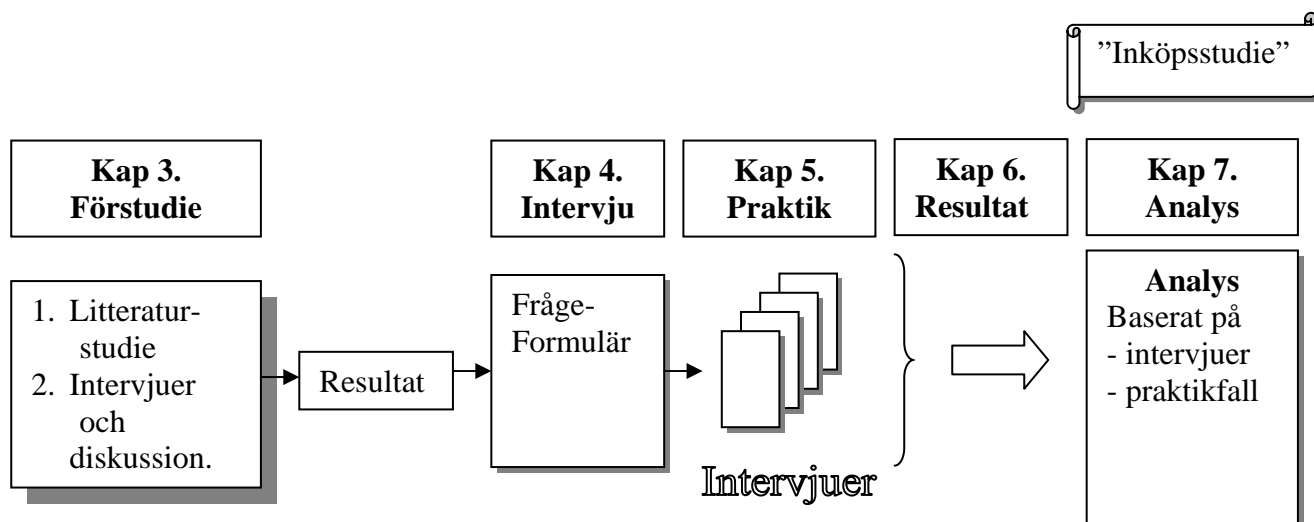 ”Inköpsstudie”
Kap 3.
Förstudie
Kap 4.
Intervju
Kap 5.
Praktik
Kap 6.
Resultat
Kap 7.
Analys
1. Litteratur-
studie
2. Intervjuer
och
diskussion.
Resultat
Fråge-
Formulär
Intervjuer
Analys
Baserat på
- intervjuer
- praktikfall